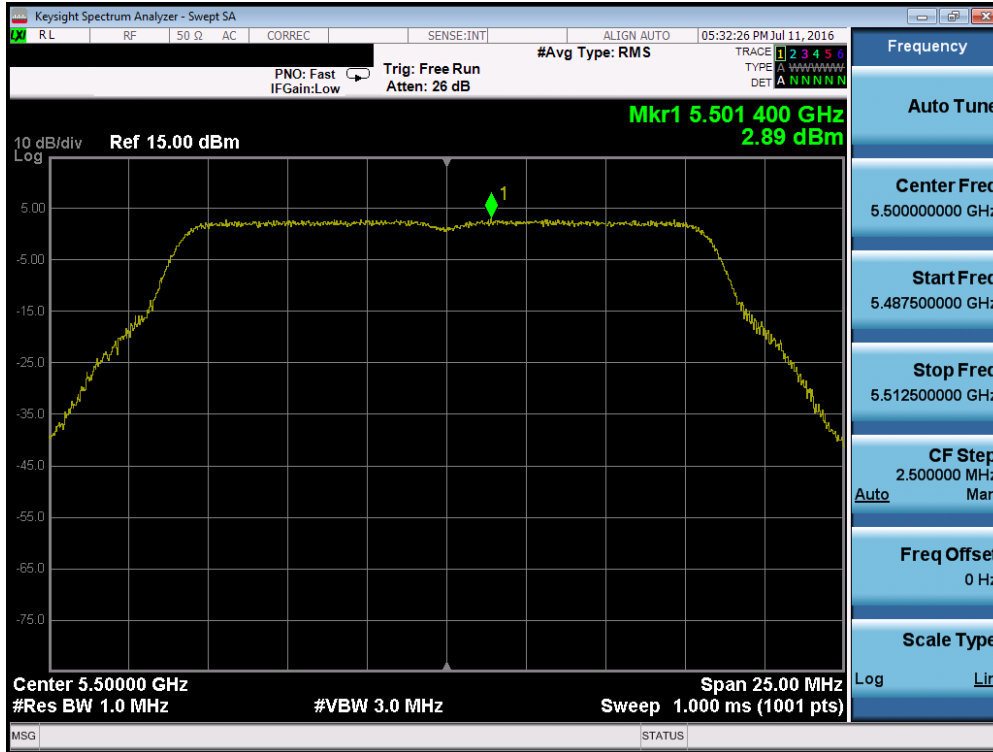 Keysight Spectrum Analyzer - Swept SA
LXI RL RF 50 Ω AC CORREC SENSE:INT ALIGN AUTO 05:32:26 PM Jul 11, 2016
#Avg Type: RMS
TRACE 1 2 3 4 5 6
PNO: Fast Trig: Free Run
TYPE A WWWWW
IFGain:Low Atten: 26 dB
DET A N N N N N
Mkr1 5.501 400 GHz
2.89 dBm
10 dB/div Ref 15.00 dBm
Log
1
5.00
-5.00
-15.0
-25.0
-35.0
-45.0
-55.0
-65.0
-75.0
Center 5.50000 GHz Span 25.00 MHz
#Res BW 1.0 MHz #VBW 3.0 MHz Sweep 1.000 ms (1001 pts)
MSG STATUS
Frequency
Auto Tune
Center Freq
5.500000000 GHz
Start Freq
5.487500000 GHz
Stop Freq
5.512500000 GHz
CF Step
2.500000 MHz
Auto Man
Freq Offset
0 Hz
Scale Type
Log Lin